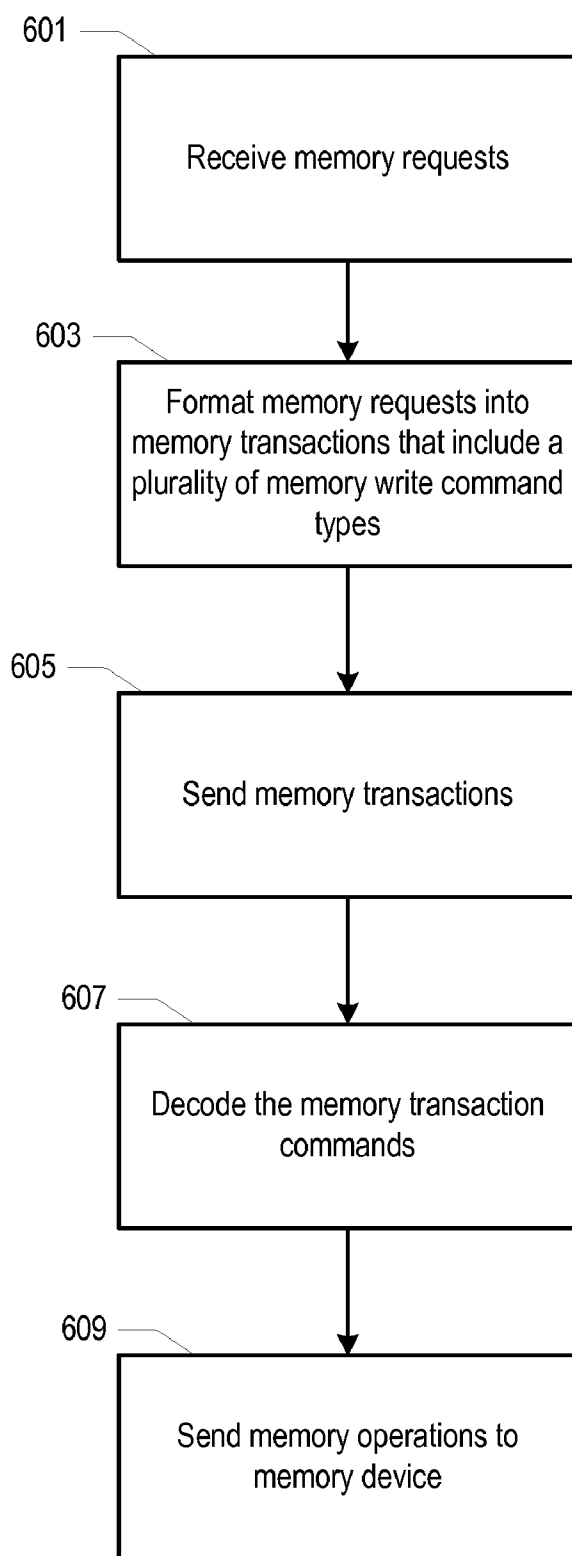 601
Receive memory requests
603
Format memory requests into
memory transactions that include a
plurality of memory write command
types
605
Send memory transactions
607
Decode the memory transaction
commands
609
Send memory operations to
memory device